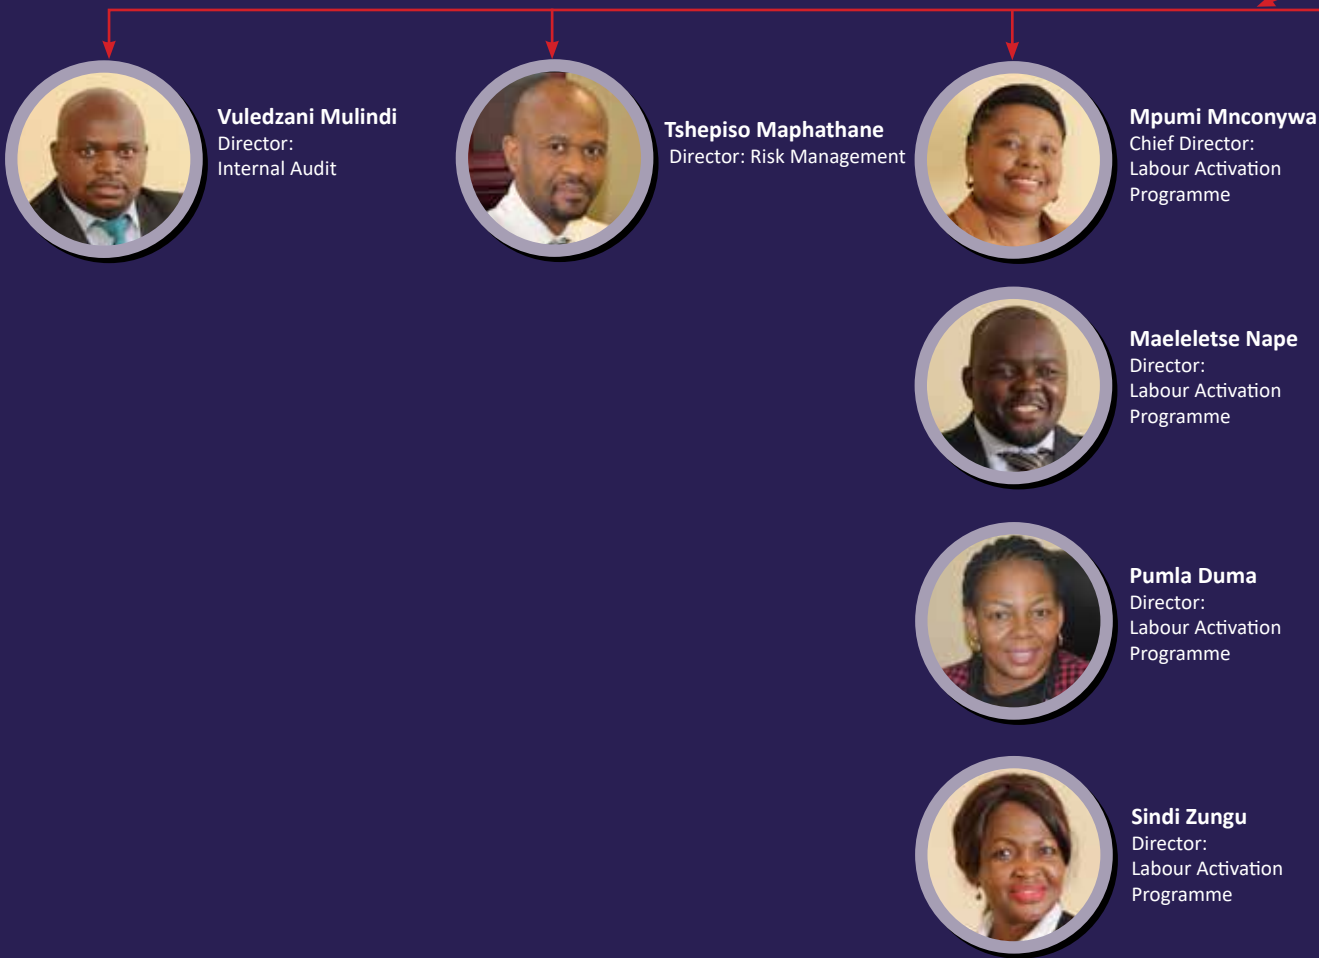 Vuledzani Mulindi
Director:
Internal Audit
Tshepiso Maphathane
Director: Risk Management
Mpumi Mnconywa
Chief Director:
Labour Activation
Programme
Maeleletse Nape
Director:
Labour Activation
Programme
Pumla Duma
Director:
Labour Activation
Programme
Sindi Zungu
Director:
Labour Activation
Programme